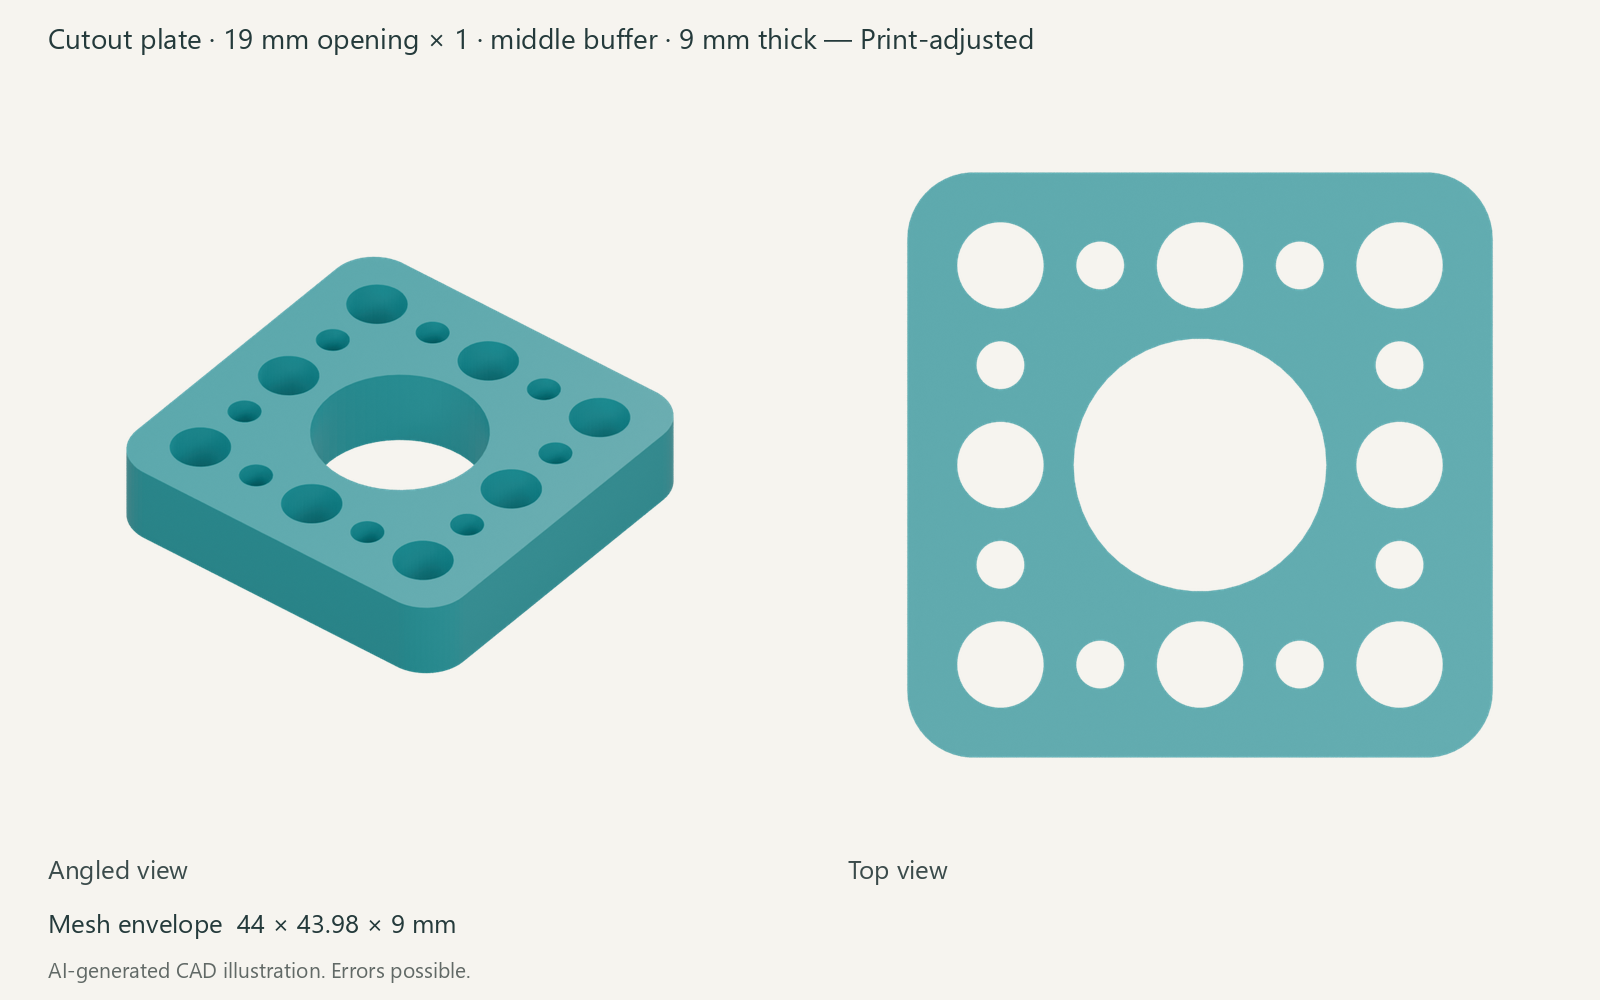 Cutout plate · 19 mm opening × 1 · middle buffer · 9 mm thick — Print-adjusted
Angled view
Top view
Mesh envelope 44 × 43.98 × 9 mm
AI-generated CAD illustration. Errors possible.